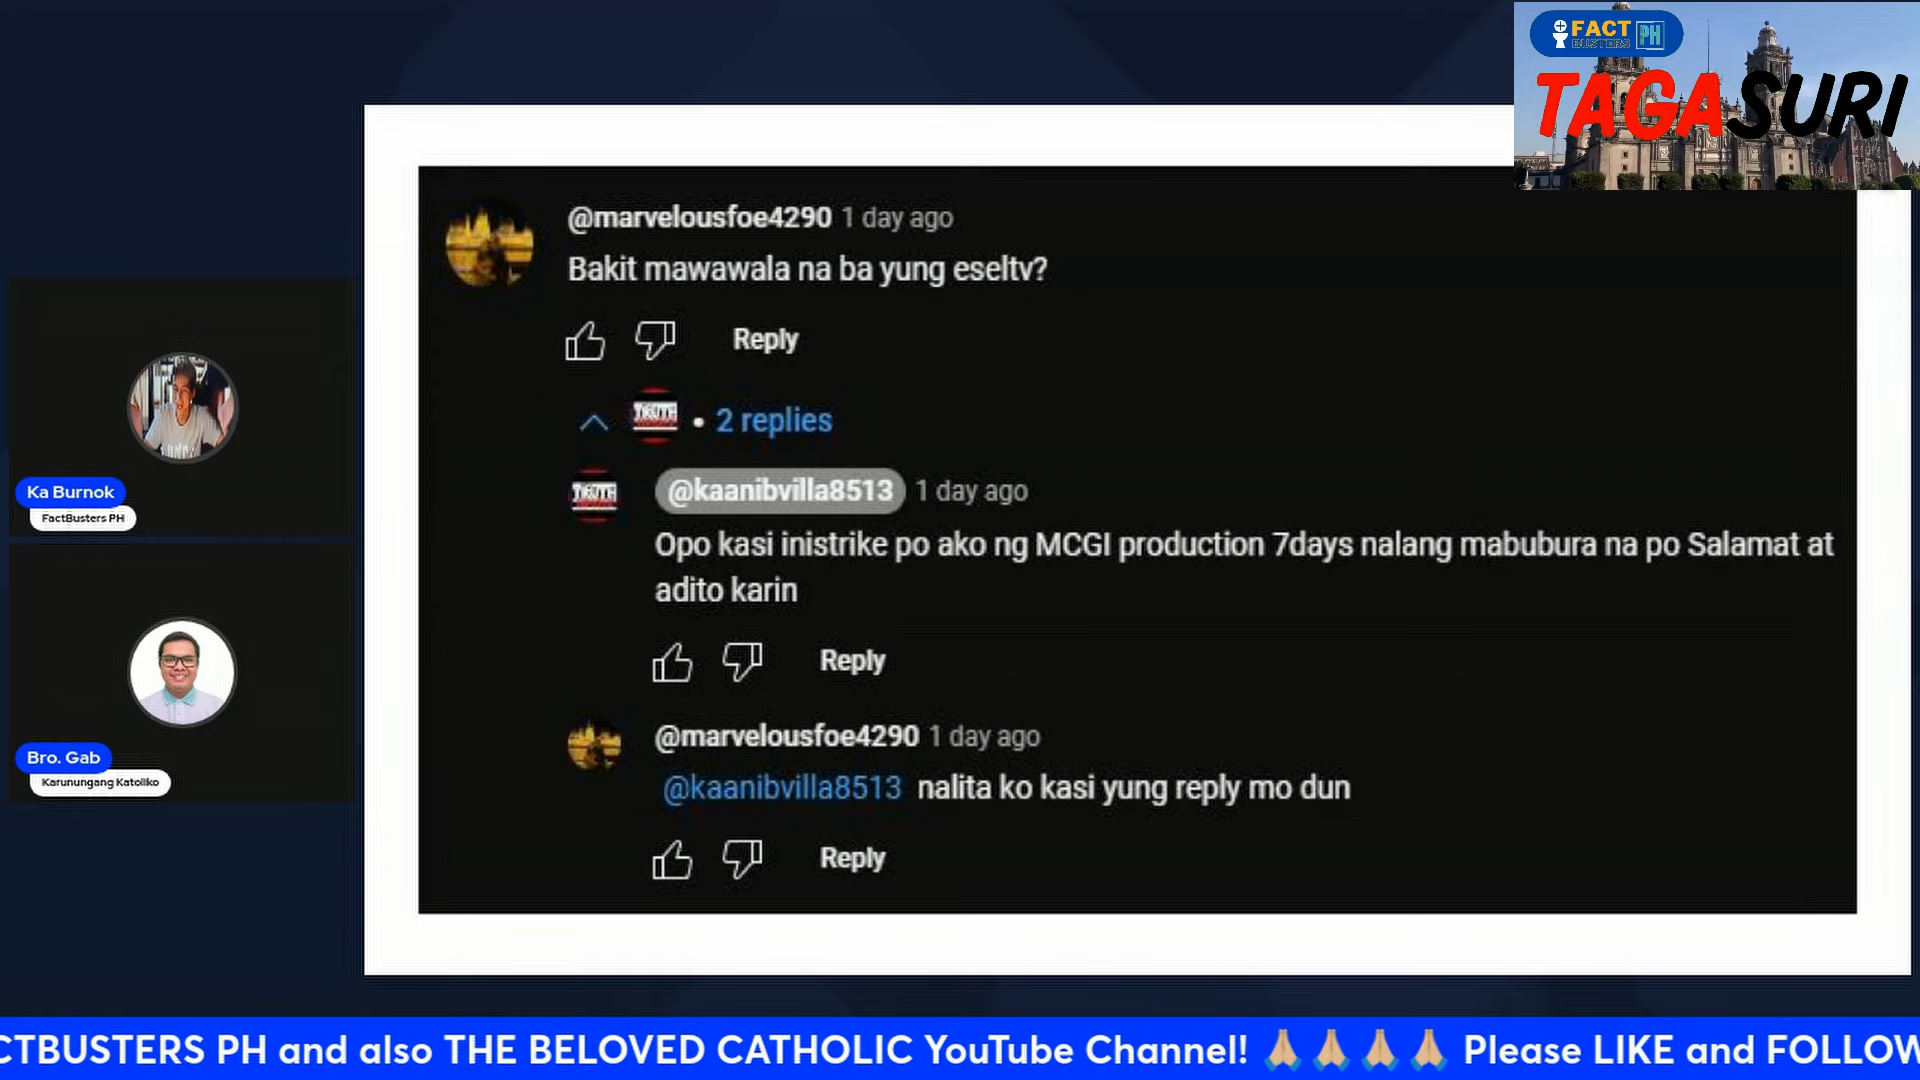 FACT
BUSTERS PH
TAGASURI
@marvelousfoe4290 1 day ago
Bakit mawawala na ba yung eseltv?
Reply
TRUTH
• 2 replies
TRUTH
@kaanibvilla8513 1 day ago
Opo kasi inistrike po ako ng MCGI production 7days nalang mabubura na po Salamat at
adito karin
Reply
@marvelousfoe4290 1 day ago
@kaanibvilla8513 nalita ko kasi yung reply mo dun
Reply
Ka Burnok
FactBusters PH
Bro. Gab
Karunungang Katoliko
CTBUSTERS PH and also THE BELOVED CATHOLIC YouTube Channel! 🙏🏼🙏🏼🙏🏼🙏🏼 Please LIKE and FOLLOW